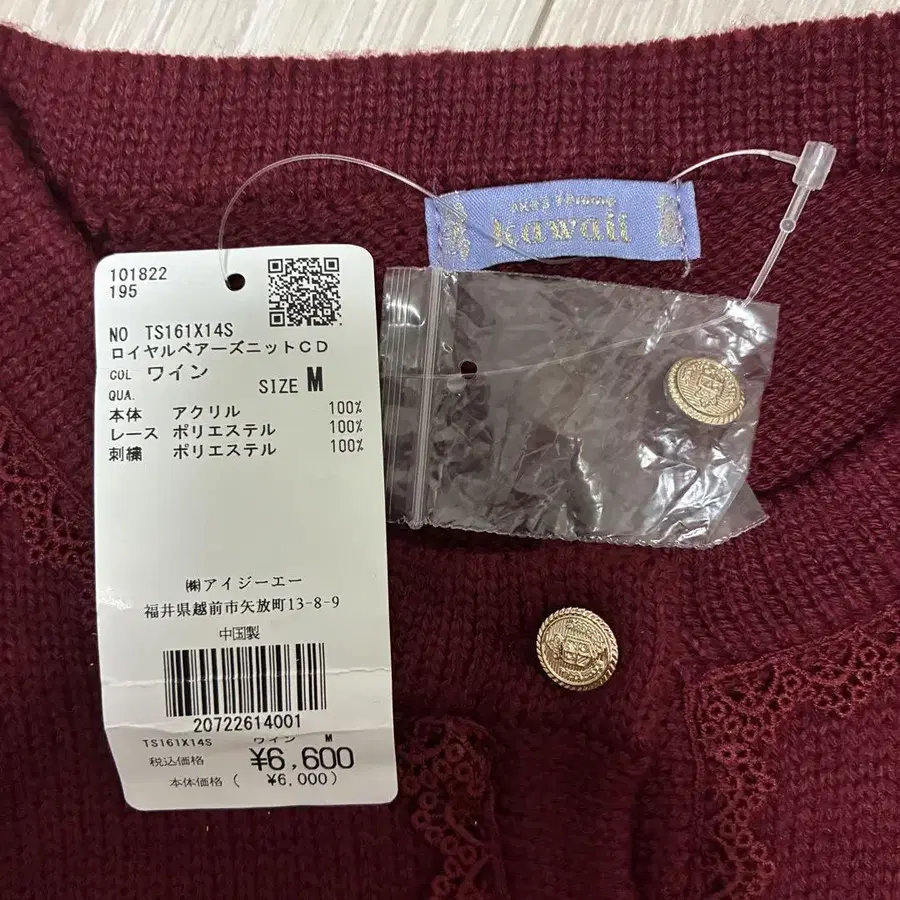 axes femme
kawaii
101822
195
NO TS161X14S
ロイヤルベアーズニットCD
COL ワイン
SIZE M
QUA.
本体 アクリル 100%
レース ポリエステル 100%
刺繍 ポリエステル 100%
㈱アイジーエー
福井県越前市矢放町13-8-9
中国製
20722614001
TS161X14S ワイン M
税込価格 ¥6,600
本体価格( ¥6,000)